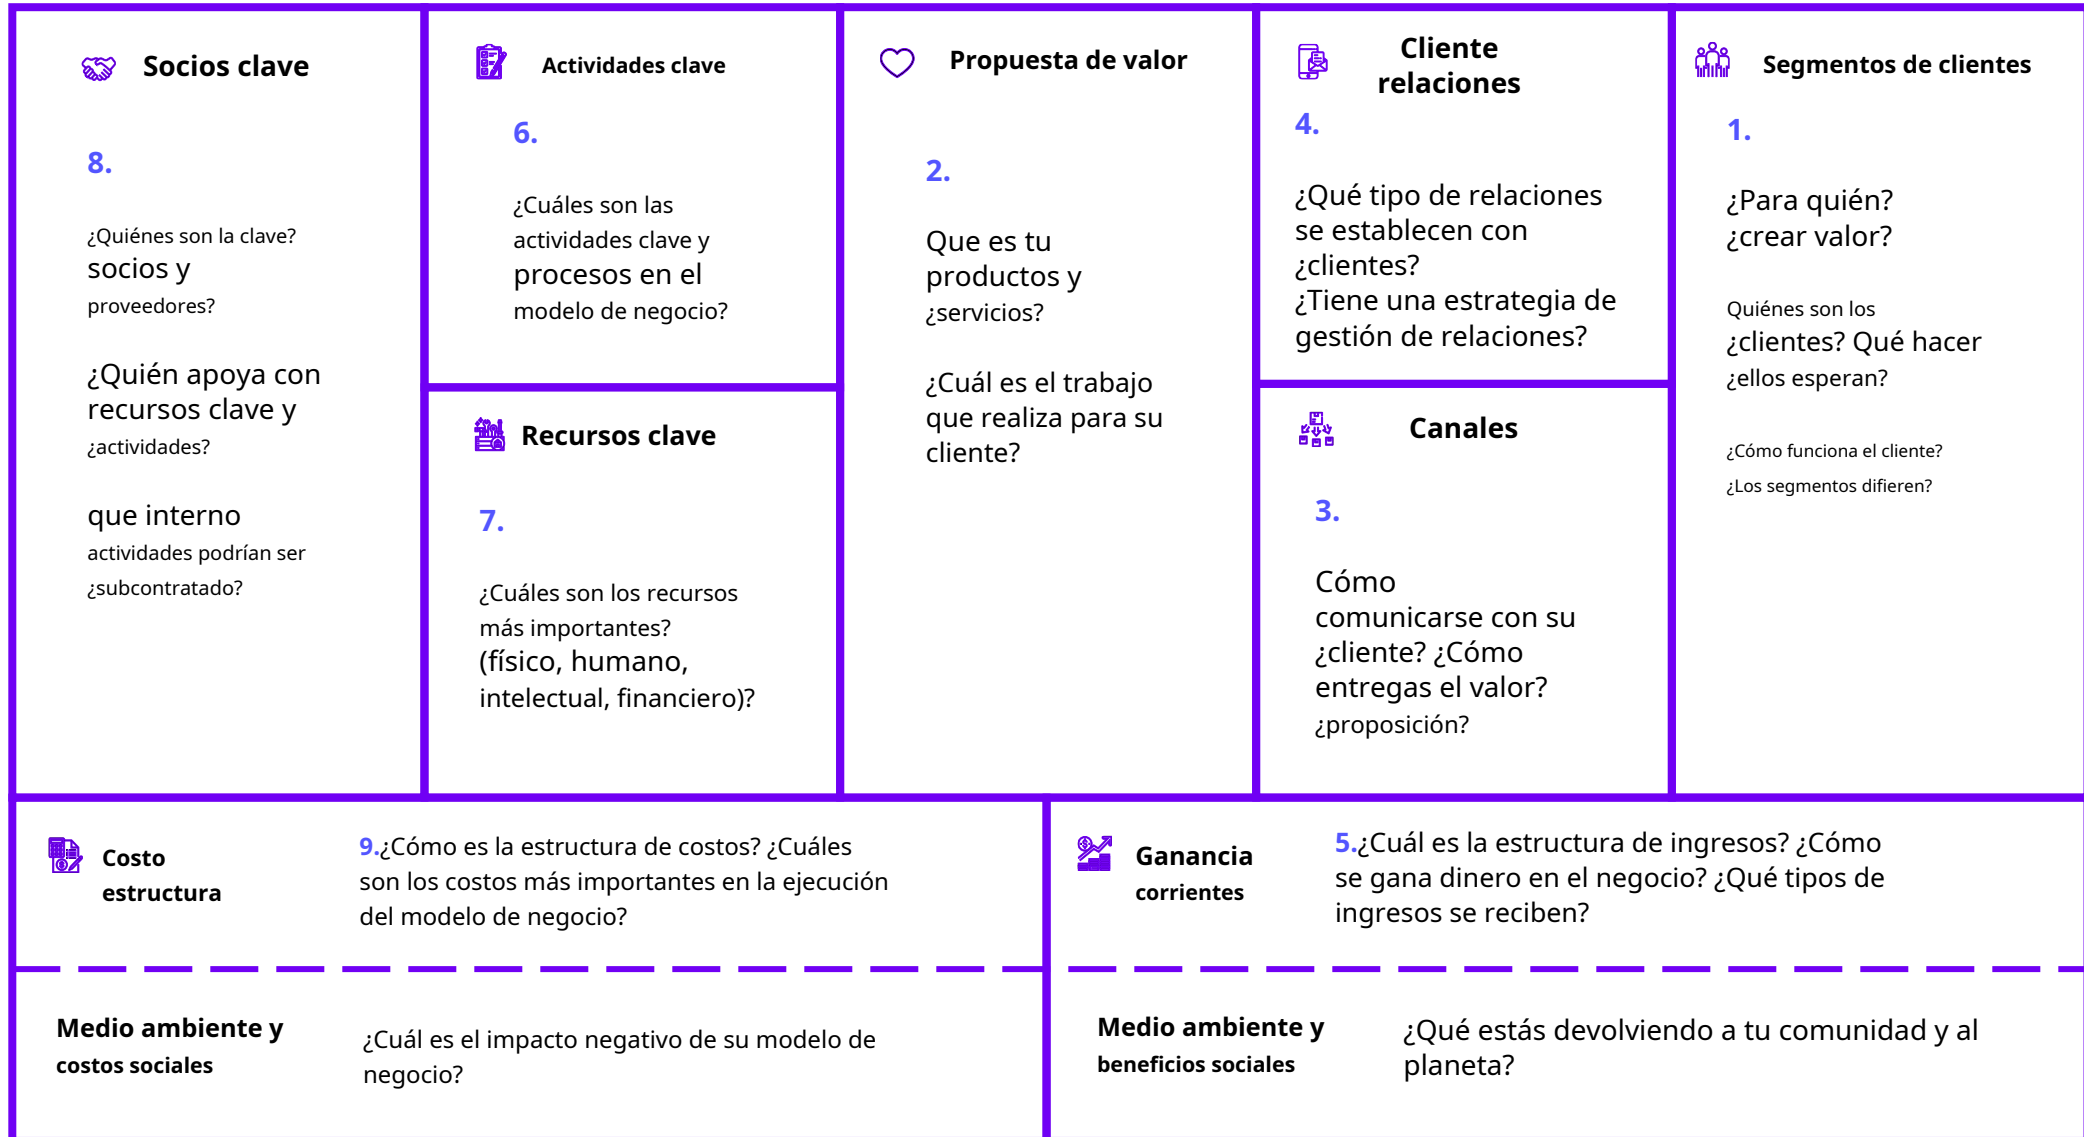 Socios clave
8.
¿Quiénes son la clave?
socios y
proveedores?
¿Quién apoya con
recursos clave y
¿actividades?
que interno
actividades podrían ser
¿subcontratado?
Actividades clave
6.
¿Cuáles son las
actividades clave y
procesos en el
modelo de negocio?
Recursos clave
7.
¿Cuáles son los recursos
más importantes?
(físico, humano,
intelectual, financiero)?
Propuesta de valor
2.
Que es tu
productos y
¿servicios?
¿Cuál es el trabajo
que realiza para su
cliente?
Cliente
relaciones
4.
¿Qué tipo de relaciones
se establecen con
¿clientes?
¿Tiene una estrategia de
gestión de relaciones?
Canales
3.
Cómo
comunicarse con su
¿cliente? ¿Cómo
entregas el valor?
¿proposición?
Segmentos de clientes
1.
¿Para quién?
¿crear valor?
Quiénes son los
¿clientes? Qué hacer
¿ellos esperan?
¿Cómo funciona el cliente?
¿Los segmentos difieren?
Costo
estructura
9.¿Cómo es la estructura de costos? ¿Cuáles
son los costos más importantes en la ejecución
del modelo de negocio?
Ganancia
corrientes
5.¿Cuál es la estructura de ingresos? ¿Cómo
se gana dinero en el negocio? ¿Qué tipos de
ingresos se reciben?
Medio ambiente y
costos sociales
¿Cuál es el impacto negativo de su modelo de
negocio?
Medio ambiente y
beneficios sociales
¿Qué estás devolviendo a tu comunidad y al
planeta?